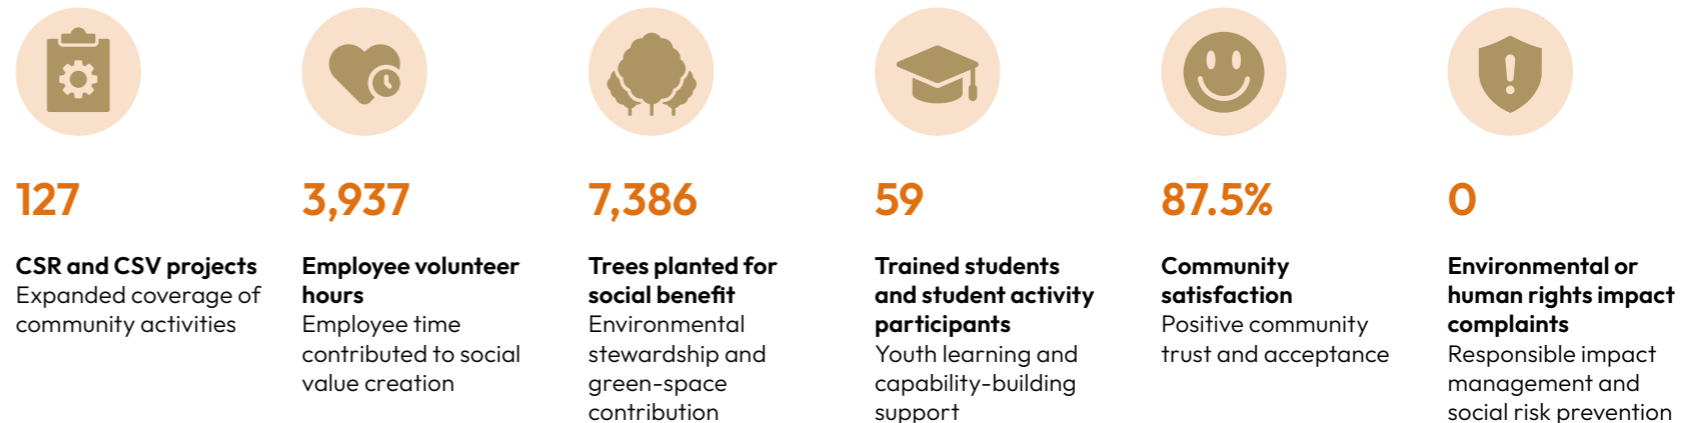 127
CSR and CSV projects
Expanded coverage of
community activities
3,937
Employee volunteer
hours
Employee time
contributed to social
value creation
7,386
Trees planted for
social benefit
Environmental
stewardship and
green-space
contribution
59
Trained students
and student activity
participants
Youth learning and
capability-building
support
87.5%
Community
satisfaction
Positive community
trust and acceptance
0
Environmental or
human rights impact
complaints
Responsible impact
management and
social risk prevention